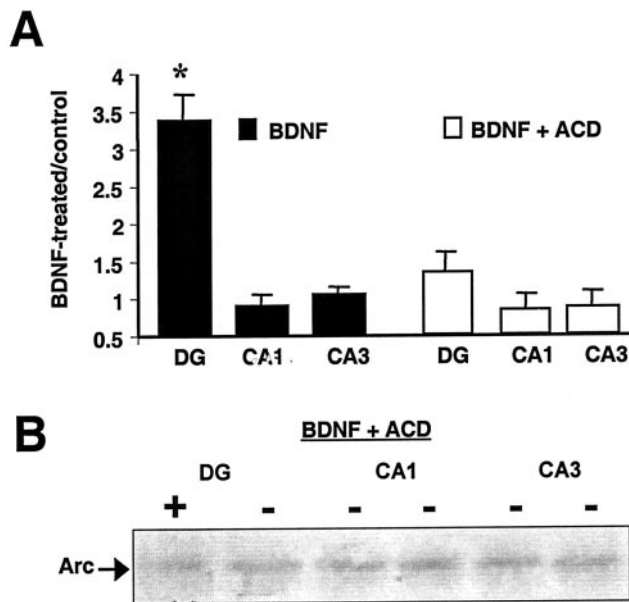 A
BDNF-treated/control
4
3.5
3
2.5
2
1.5
1
0.5
*
BDNF
BDNF + ACD
DG CA1 CA3 DG CA1 CA3
B
BDNF + ACD
DG CA1 CA3
+ - - - - -
Arc